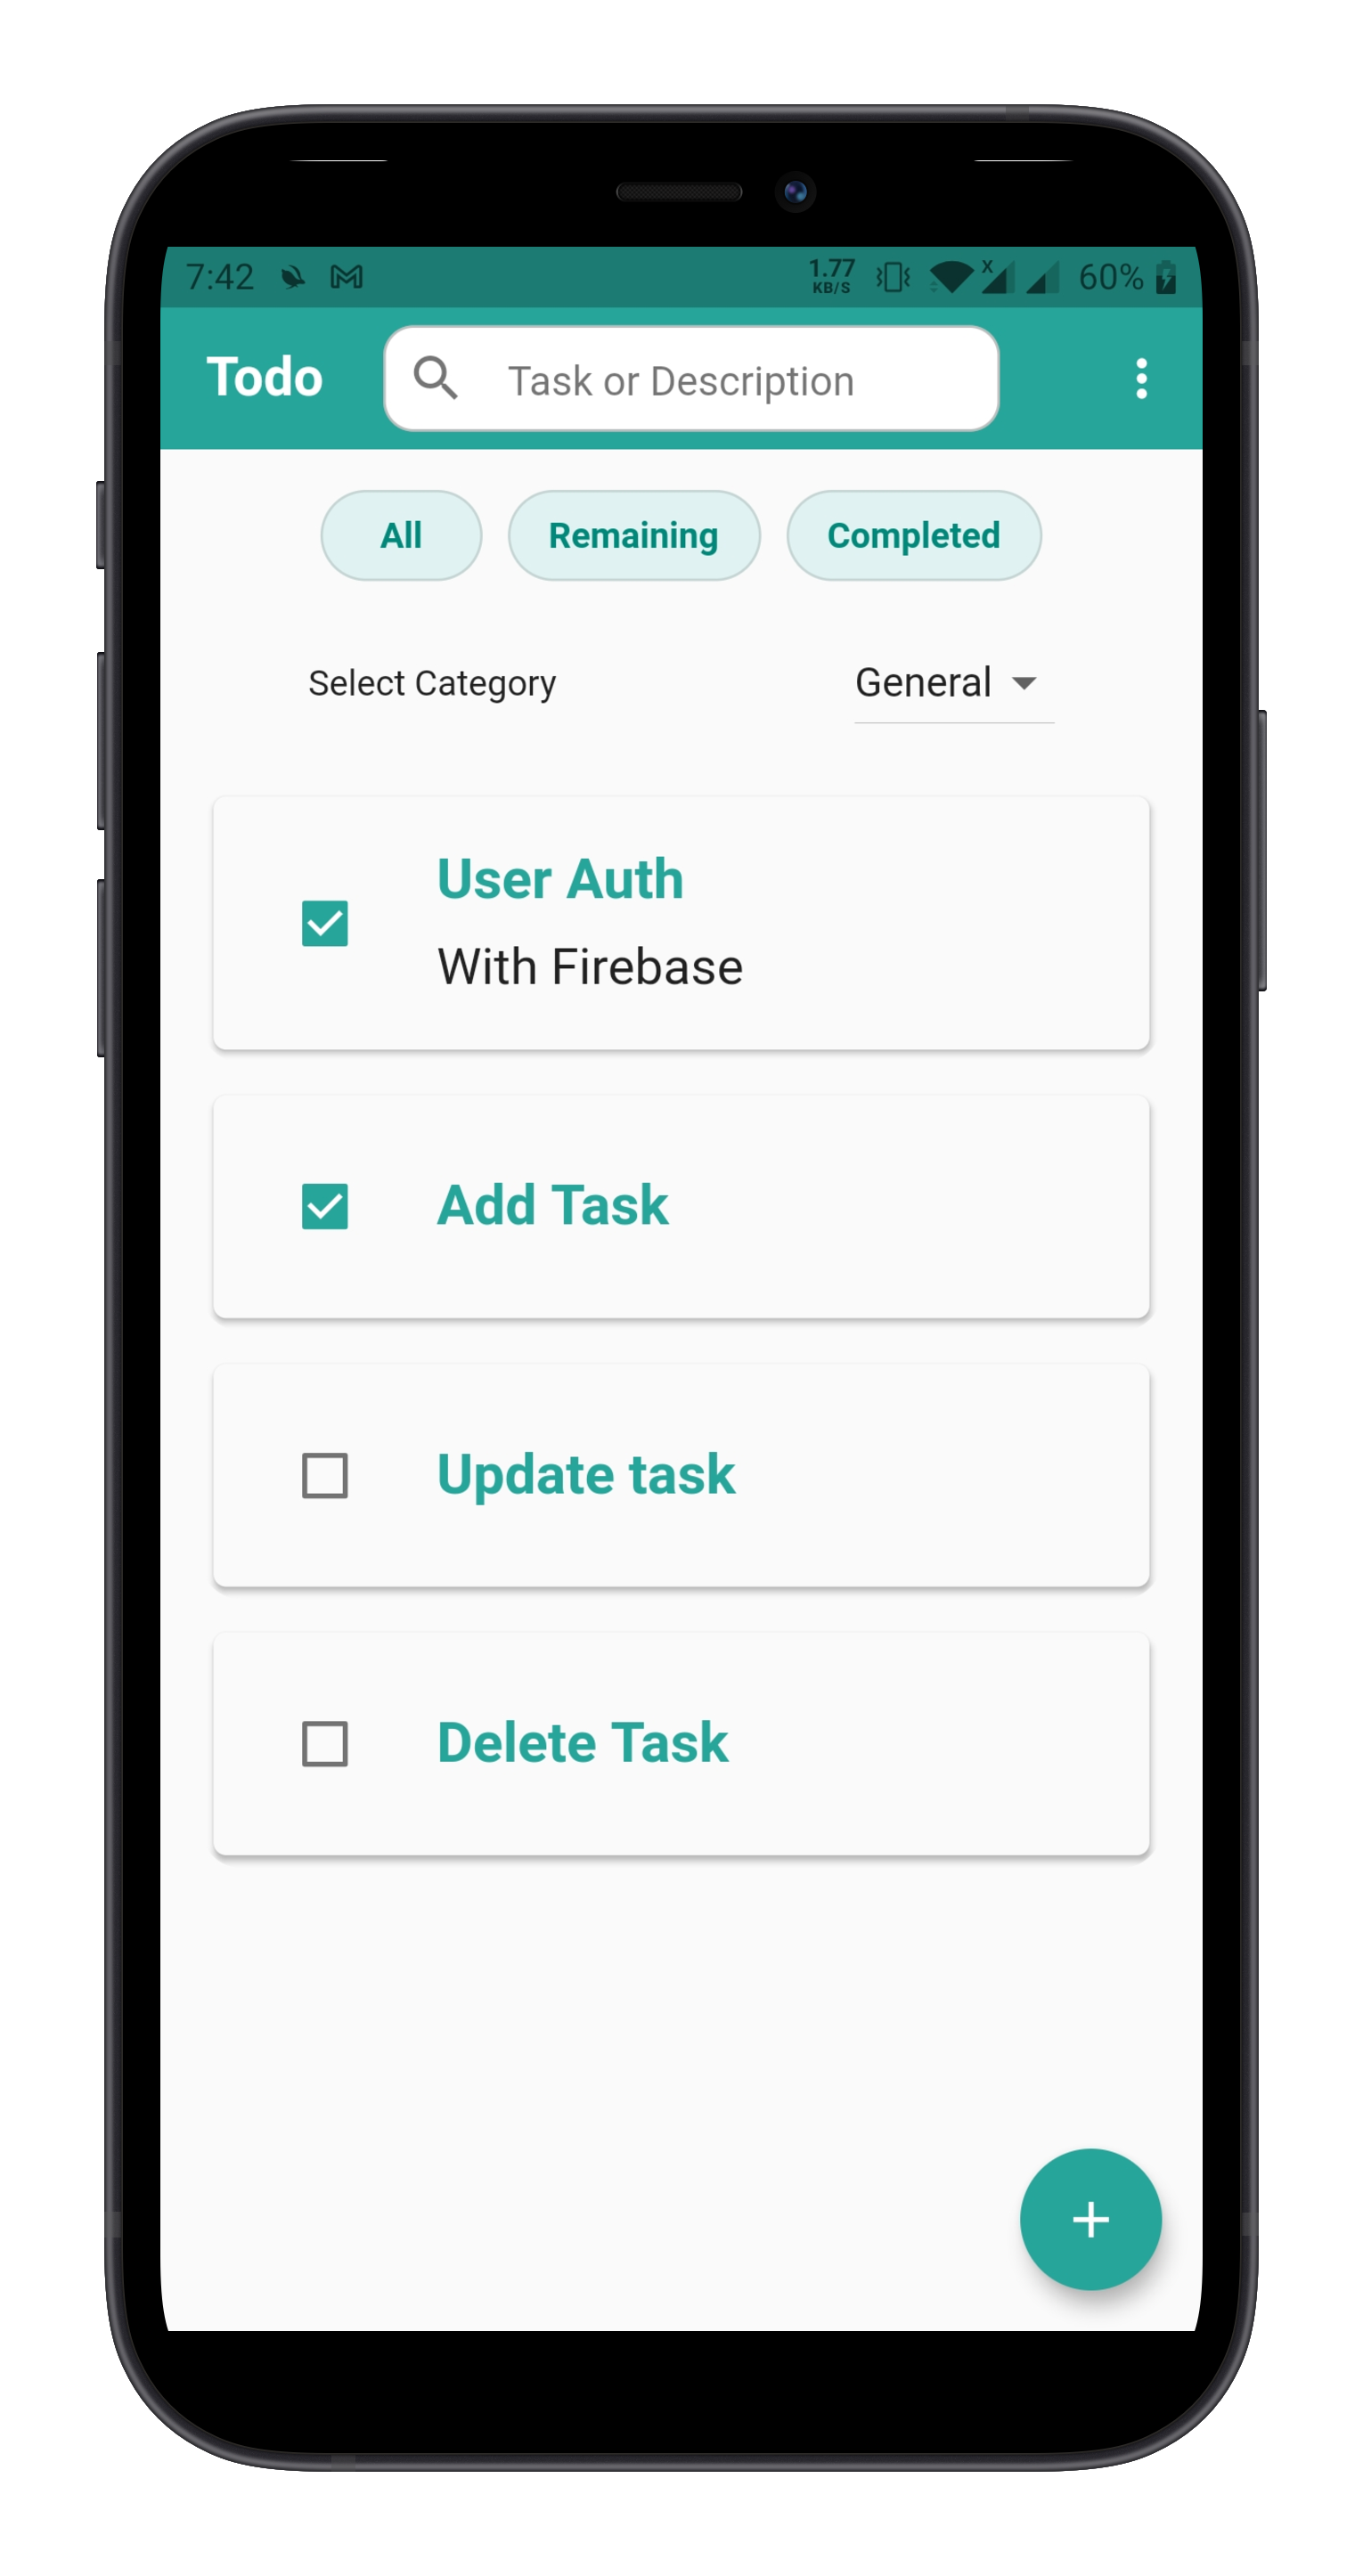 7:42 1.77 KB/S 60%
Todo Task or Description
All Remaining Completed
Select Category General
User Auth
With Firebase
Add Task
Update task
Delete Task
+